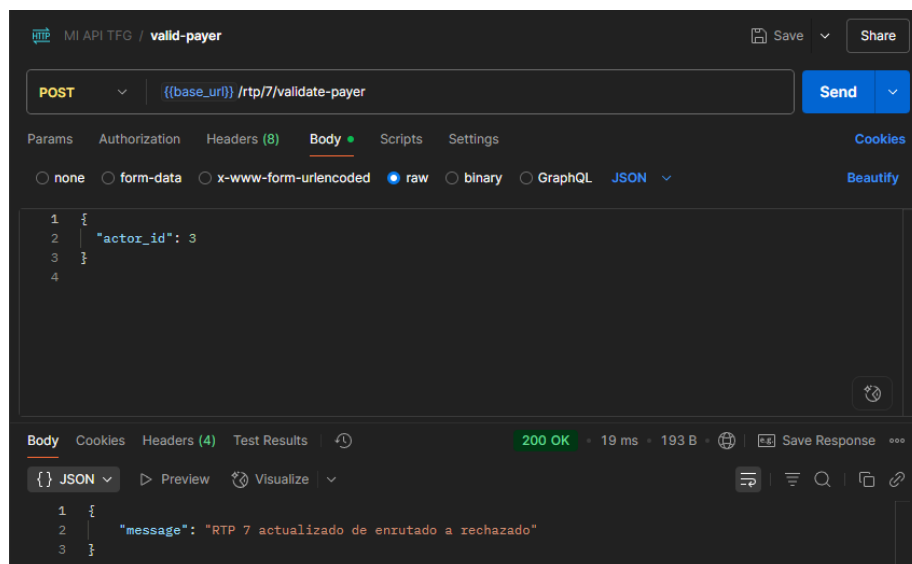 HTTP MI API TFG / valid-payer Save Share
POST {{base_url}} /rtp/7/validate-payer Send
Params Authorization Headers (8) Body Scripts Settings Cookies
none form-data x-www-form-urlencoded raw binary GraphQL JSON Beautify
1 {
2 "actor_id": 3
3 }
4
Body Cookies Headers (4) Test Results 200 OK 19 ms 193 B e.g. Save Response
{} JSON Preview Visualize
1 {
2 "message": "RTP 7 actualizado de enrutado a rechazado"
3 }